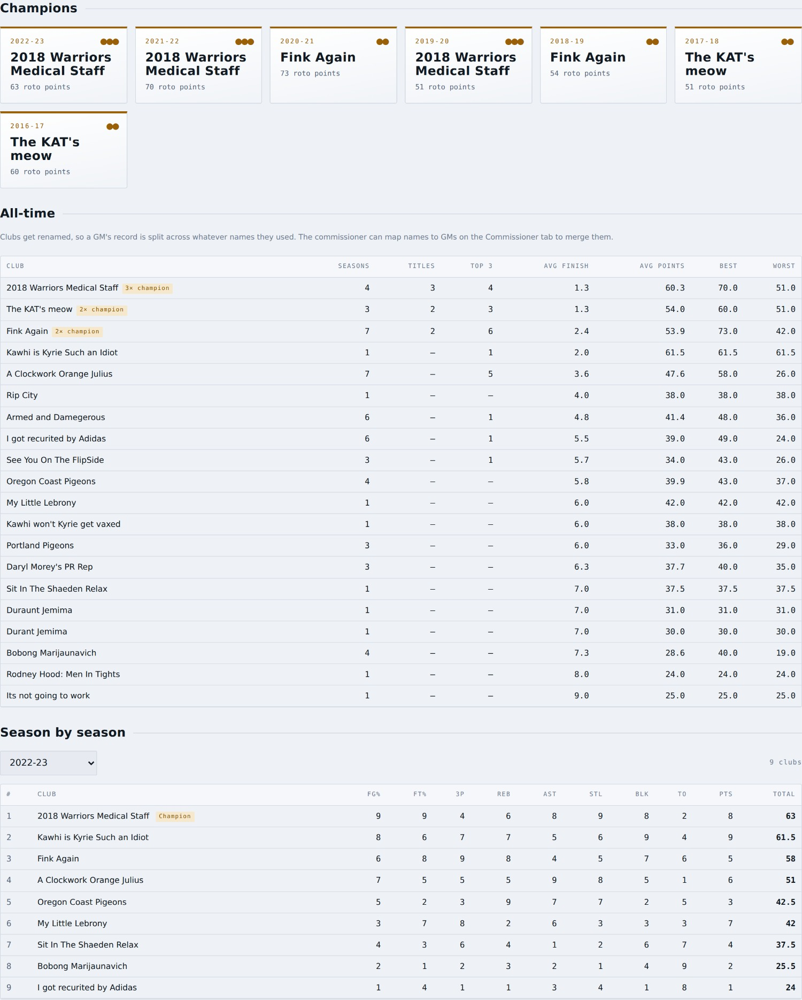 Champions
2022-23
2018 Warriors
Medical Staff
63 roto points
2021-22
2018 Warriors
Medical Staff
70 roto points
2020-21
Fink Again
73 roto points
2019-20
2018 Warriors
Medical Staff
51 roto points
2018-19
Fink Again
54 roto points
2017-18
The KAT's
meow
51 roto points
2016-17
The KAT's
meow
60 roto points
All-time
Clubs get renamed, so a GM's record is split across whatever names they used. The commissioner can map names to GMs on the Commissioner tab to merge them.
CLUB SEASONS TITLES TOP 3 AVG FINISH AVG POINTS BEST WORST
2018 Warriors Medical Staff 3× champion 4 3 4 1.3 60.3 70.0 51.0
The KAT's meow 2× champion 3 2 3 1.3 54.0 60.0 51.0
Fink Again 2× champion 7 2 6 2.4 53.9 73.0 42.0
Kawhi is Kyrie Such an Idiot 1 – 1 2.0 61.5 61.5 61.5
A Clockwork Orange Julius 7 – 5 3.6 47.6 58.0 26.0
Rip City 1 – – 4.0 38.0 38.0 38.0
Armed and Damegerous 6 – 1 4.8 41.4 48.0 36.0
I got recurited by Adidas 6 – 1 5.5 39.0 49.0 24.0
See You On The FlipSide 3 – 1 5.7 34.0 43.0 26.0
Oregon Coast Pigeons 4 – – 5.8 39.9 43.0 37.0
My Little Lebrony 1 – – 6.0 42.0 42.0 42.0
Kawhi won't Kyrie get vaxed 1 – – 6.0 38.0 38.0 38.0
Portland Pigeons 3 – – 6.0 33.0 36.0 29.0
Daryl Morey's PR Rep 3 – – 6.3 37.7 40.0 35.0
Sit In The Shaeden Relax 1 – – 7.0 37.5 37.5 37.5
Duraunt Jemima 1 – – 7.0 31.0 31.0 31.0
Durant Jemima 1 – – 7.0 30.0 30.0 30.0
Bobong Marijaunavich 4 – – 7.3 28.6 40.0 19.0
Rodney Hood: Men In Tights 1 – – 8.0 24.0 24.0 24.0
Its not going to work 1 – – 9.0 25.0 25.0 25.0
Season by season
2022-23
9 clubs
# CLUB FG% FT% 3P REB AST STL BLK TO PTS TOTAL
1 2018 Warriors Medical Staff Champion 9 9 4 6 8 9 8 2 8 63
2 Kawhi is Kyrie Such an Idiot 8 6 7 7 5 6 9 4 9 61.5
3 Fink Again 6 8 9 8 4 5 7 6 5 58
4 A Clockwork Orange Julius 7 5 5 5 9 8 5 1 6 51
5 Oregon Coast Pigeons 5 2 3 9 7 7 2 5 3 42.5
6 My Little Lebrony 3 7 8 2 6 3 3 3 7 42
7 Sit In The Shaeden Relax 4 3 6 4 1 2 6 7 4 37.5
8 Bobong Marijaunavich 2 1 2 3 2 1 4 9 2 25.5
9 I got recurited by Adidas 1 4 1 1 3 4 1 8 1 24